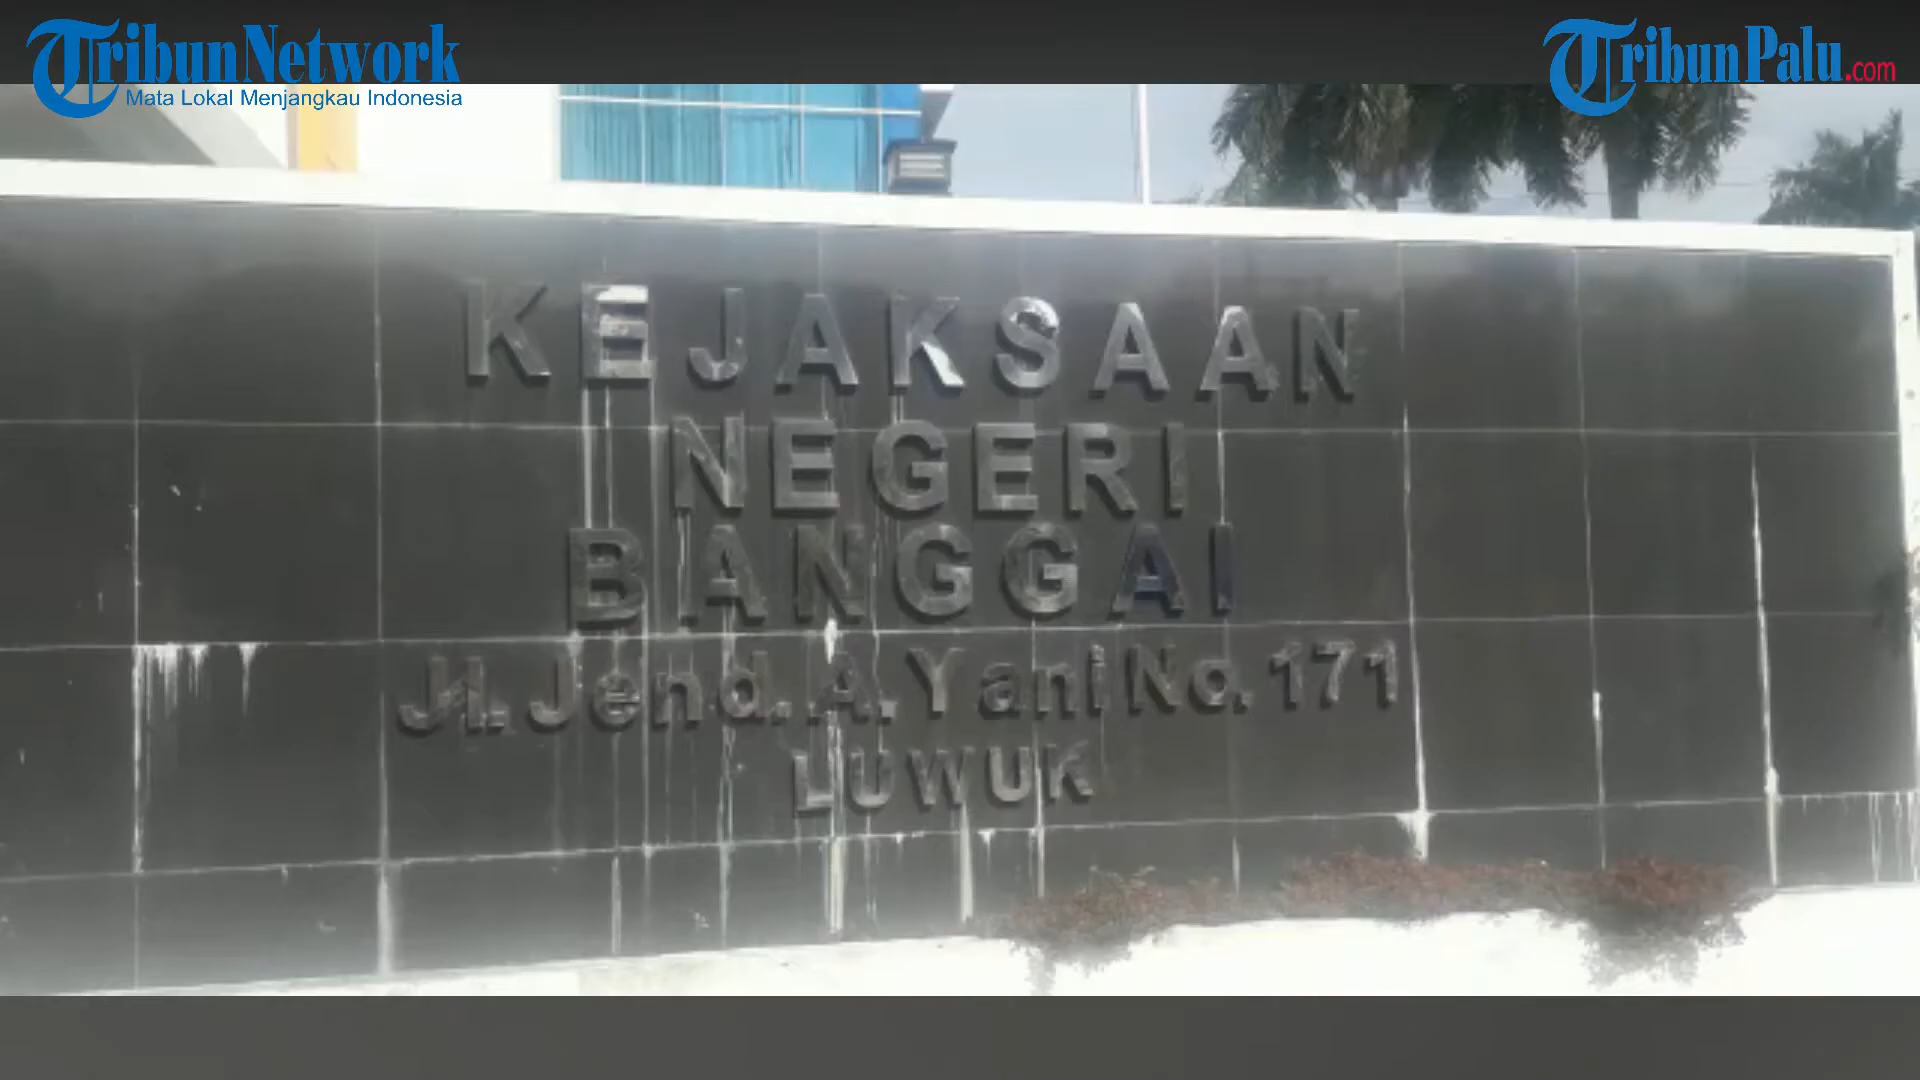 TribunNetwork
Mata Lokal Menjangkau Indonesia
TribunPalu.com
KEJAKSAAN
NEGERI
BANGGAI
Jl. Jend. A. Yani No. 171
LUWUK